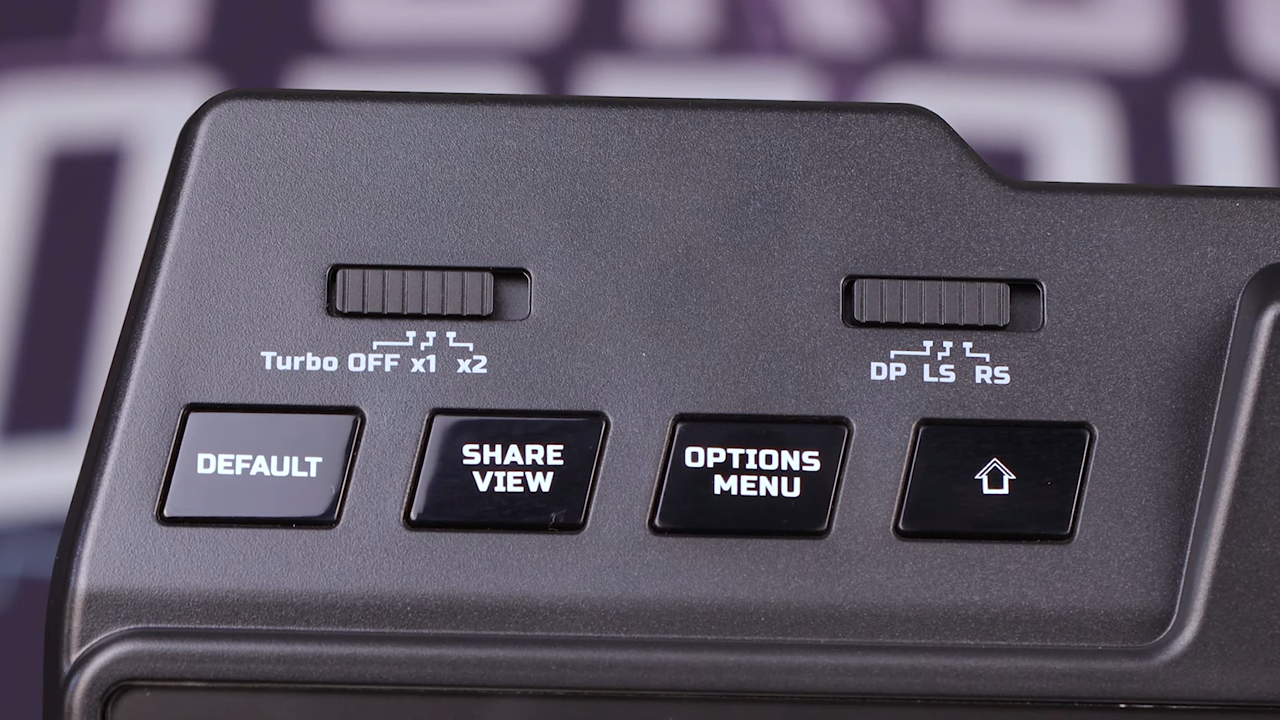 Turbo OFF x1 x2
DP LS RS
DEFAULT
SHARE
VIEW
OPTIONS
MENU